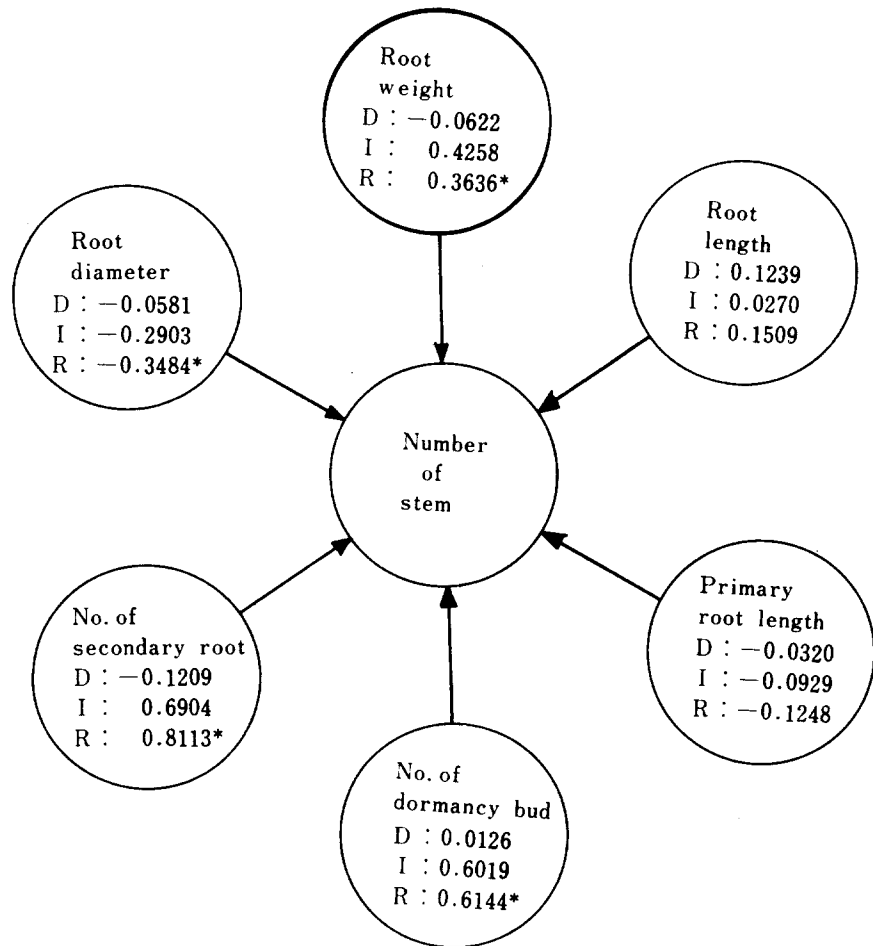 Root
weight
D : −0.0622
I : 0.4258
R : 0.3636*
Root
length
D : 0.1239
I : 0.0270
R : 0.1509
Root
diameter
D : −0.0581
I : −0.2903
R : −0.3484*
Number
of
stem
No. of
secondary root
D : −0.1209
I : 0.6904
R : 0.8113*
Primary
root length
D : −0.0320
I : −0.0929
R : −0.1248
No. of
dormancy bud
D : 0.0126
I : 0.6019
R : 0.6144*